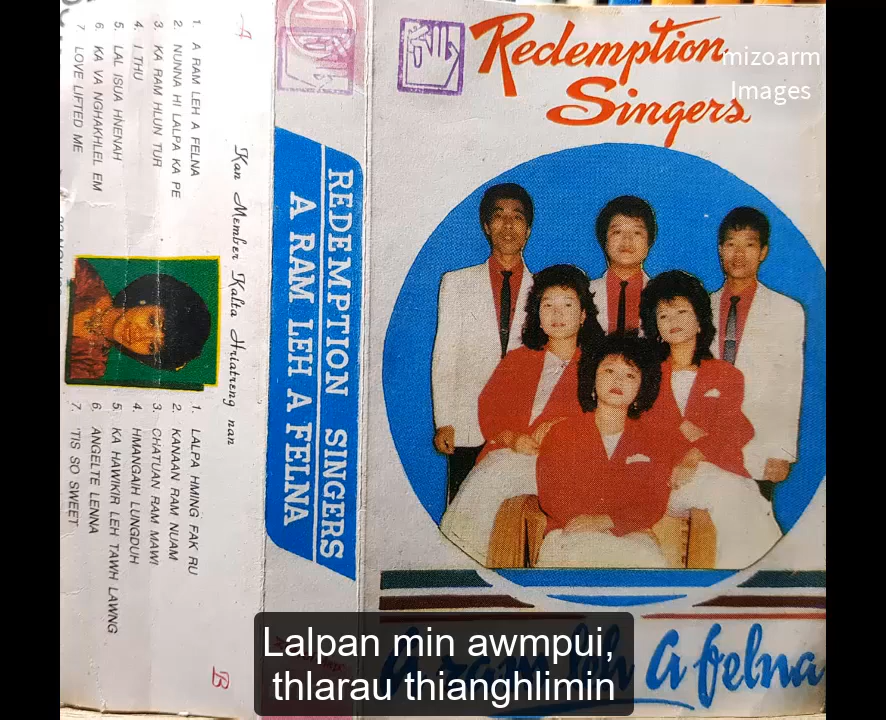 A
1. A RAM LEH A FELNA
2. NUNNA HI LALPA KA PE
3. KA RAM HLUN TUR
4. I THU
5. LAL ISUA HNENAH
6. KA VA NGHAKHLEL EM
7 LOVE LIFTED ME
Kan Member Kalta Hriatreng nan
1. LALPA HMING FAK RU
2. KANAAN RAM NUAM
3. CHATUAN RAM MAWI
4. HMANGAIH LUNGDUH
5. KA HAWIKIR LEH TAWH LAWNG
6. ANGELTE LENNA
7. 'TIS SO SWEET
B
REDEMPTION SINGERS
A RAM LEH A FELNA
Redemption
Singers
mizoarm
Images
A ram leh A felna
Lalpan min awmpui,
thlarau thianghlimin